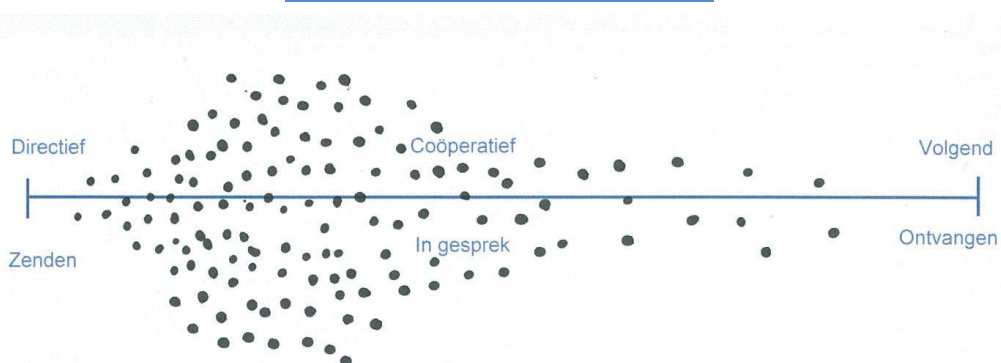 Directief
Coöperatief
Volgend
Zenden
In gesprek
Ontvangen